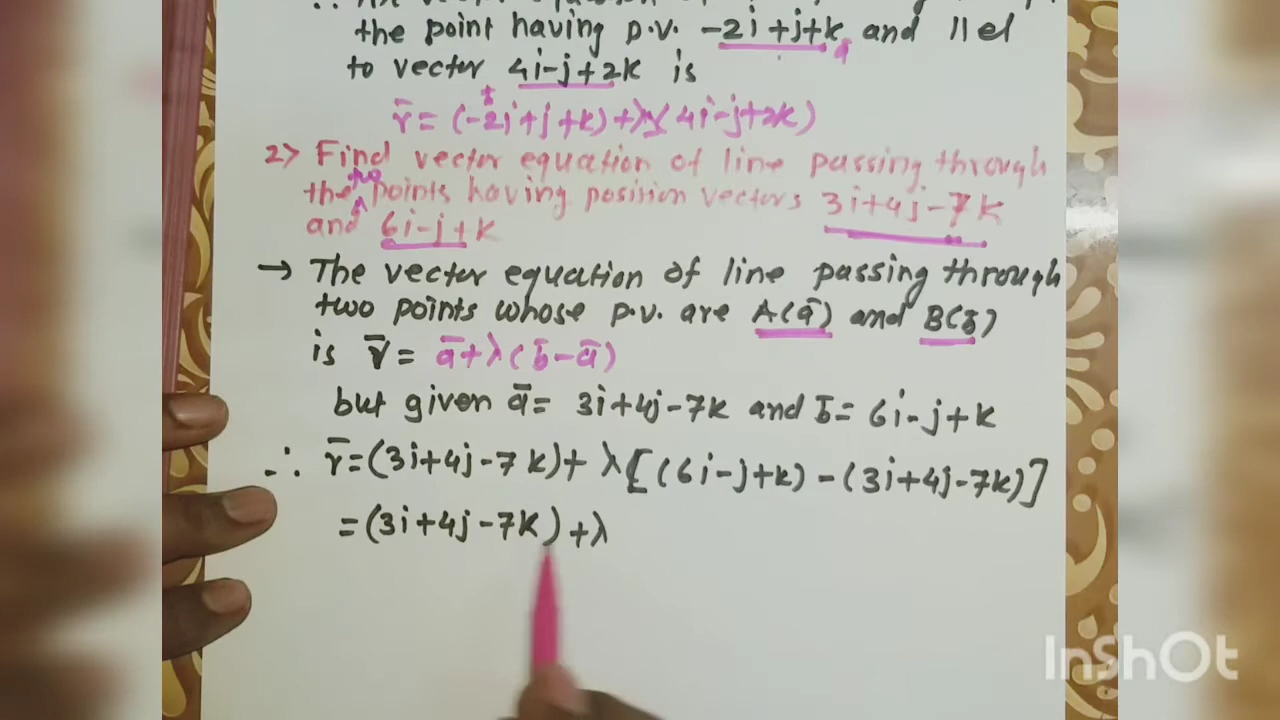 the point having p.v. -2i+j+k and llel
ā
to vector 4i-j+2k is
r̄ = (-2i+j+k)+λ(4i-j+2k)
2> Find vector equation of line passing through
the two points having position vectors 3i+4j-7k
and 6i-j+k
→ The vector equation of line passing through
two points whose p.v. are A(ā) and B(b̄)
is r̄ = ā+λ(b̄-ā)
but given ā= 3i+4j-7k and b̄= 6i-j+k
∴ r̄=(3i+4j-7k)+ λ[(6i-j+k) -(3i+4j-7k)]
=(3i+4j-7k)+λ
InShOt